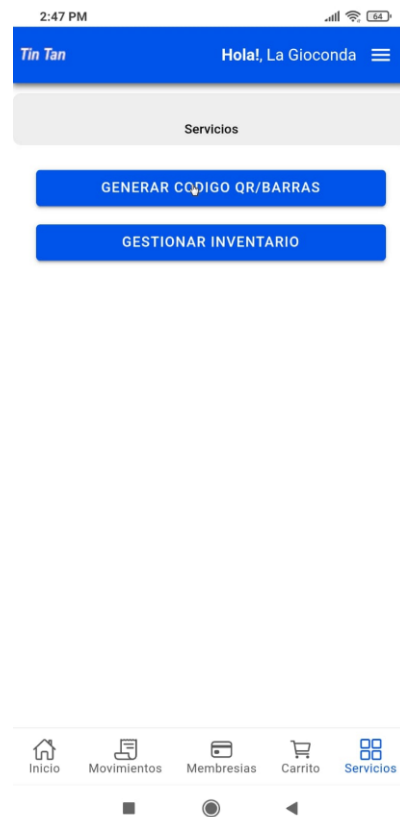 2:47 PM
64
Tin Tan
Hola!, La Gioconda
Servicios
GENERAR CODIGO QR/BARRAS
GESTIONAR INVENTARIO
Inicio
Movimientos
Membresias
Carrito
Servicios